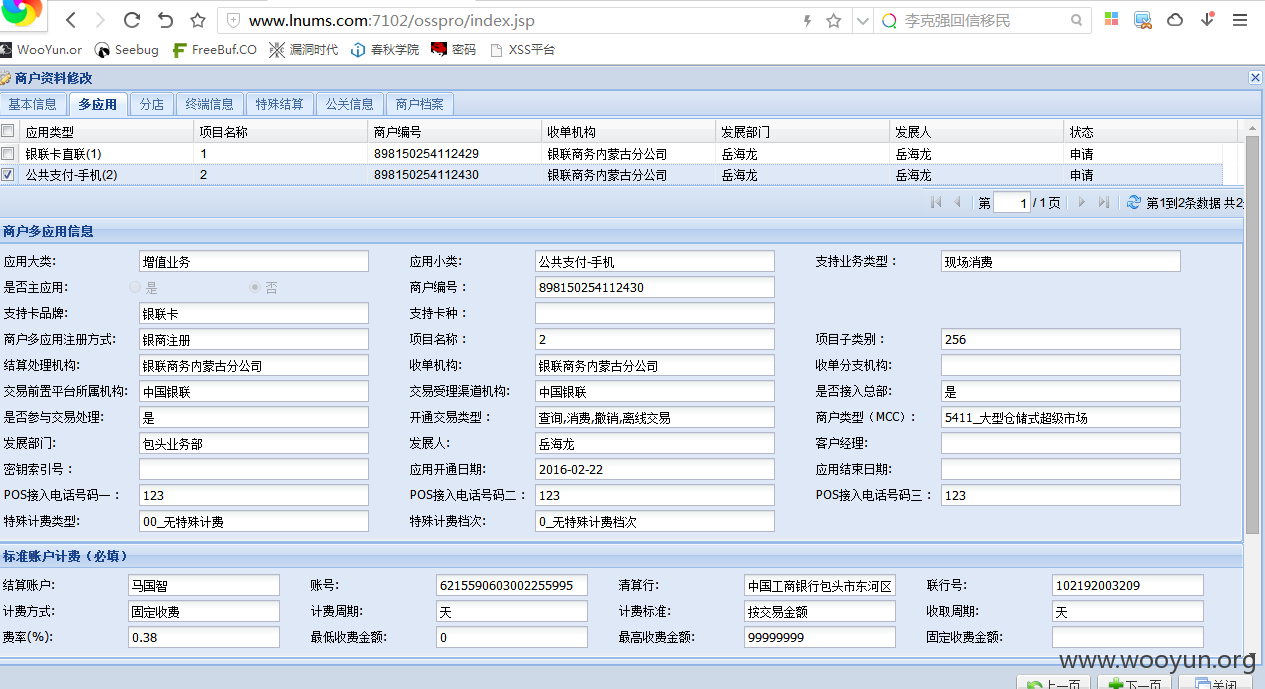 www.lnums.com:7102/osspro/index.jsp 李克强回信移民
WooYun.or Seebug FreeBuf.CO 漏洞时代 春秋学院 密码 XSS平台
商户资料修改
基本信息 多应用 分店 终端信息 特殊结算 公关信息 商户档案
应用类型 项目名称 商户编号 收单机构 发展部门 发展人 状态
银联卡直联(1) 1 898150254112429 银联商务内蒙古分公司 岳海龙 岳海龙 申请
公共支付-手机(2) 2 898150254112430 银联商务内蒙古分公司 岳海龙 岳海龙 申请
第 1 / 1页 第1到2条数据 共2
商户多应用信息
应用大类: 增值业务 应用小类: 公共支付-手机 支持业务类型: 现场消费
是否主应用: 是 否 商户编号: 898150254112430
支持卡品牌: 银联卡 支持卡种:
商户多应用注册方式: 银商注册 项目名称: 2 项目子类别: 256
结算处理机构: 银联商务内蒙古分公司 收单机构: 银联商务内蒙古分公司 收单分支机构:
交易前置平台所属机构: 中国银联 交易受理渠道机构: 中国银联 是否接入总部: 是
是否参与交易处理: 是 开通交易类型: 查询,消费,撤销,离线交易 商户类型(MCC): 5411_大型仓储式超级市场
发展部门: 包头业务部 发展人: 岳海龙 客户经理:
密钥索引号: 应用开通日期: 2016-02-22 应用结束日期:
POS接入电话号码一: 123 POS接入电话号码二: 123 POS接入电话号码三: 123
特殊计费类型: 00_无特殊计费 特殊计费档次: 0_无特殊计费档次
标准账户计费(必填)
结算账户: 马国智 账号: 6215590603002255995 清算行: 中国工商银行包头市东河区 联行号: 102192003209
计费方式: 固定收费 计费周期: 天 计费标准: 按交易金额 收取周期: 天
费率(%): 0.38 最低收费金额: 0 最高收费金额: 99999999 固定收费金额:
www.wooyun.org
上一页 下一页 关闭